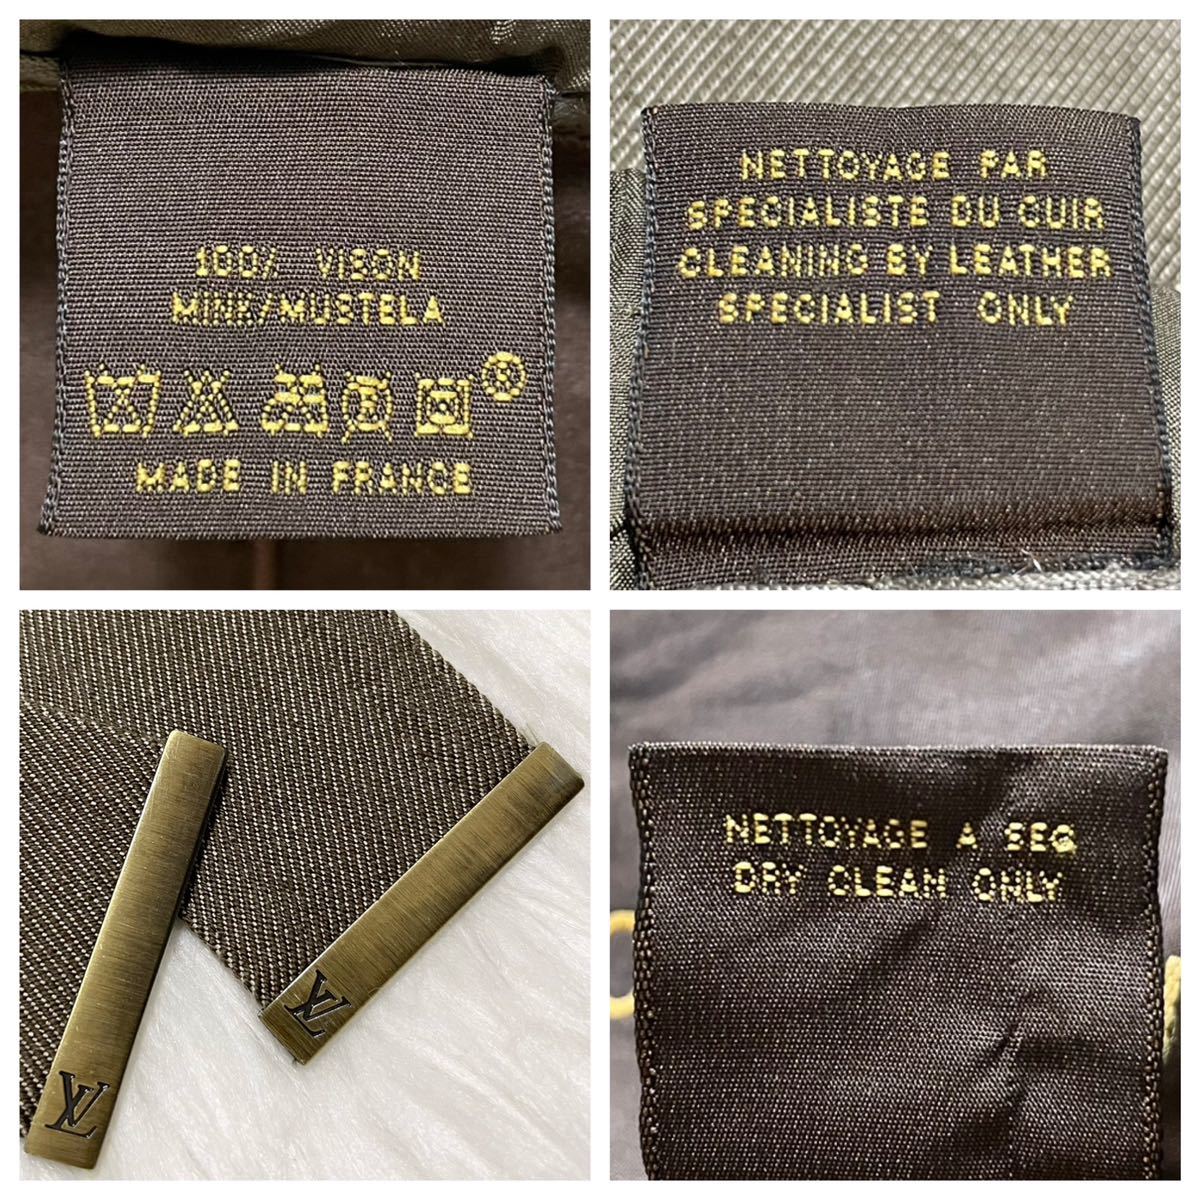 100% VISON
MINK/MUSTELA
MADE IN FRANCE
NETTOYAGE PAR
SPECIALISTE DU CUIR
CLEANING BY LEATHER
SPECIALIST ONLY
LV
LV
NETTOYAGE A SEC
DRY CLEAN ONLY